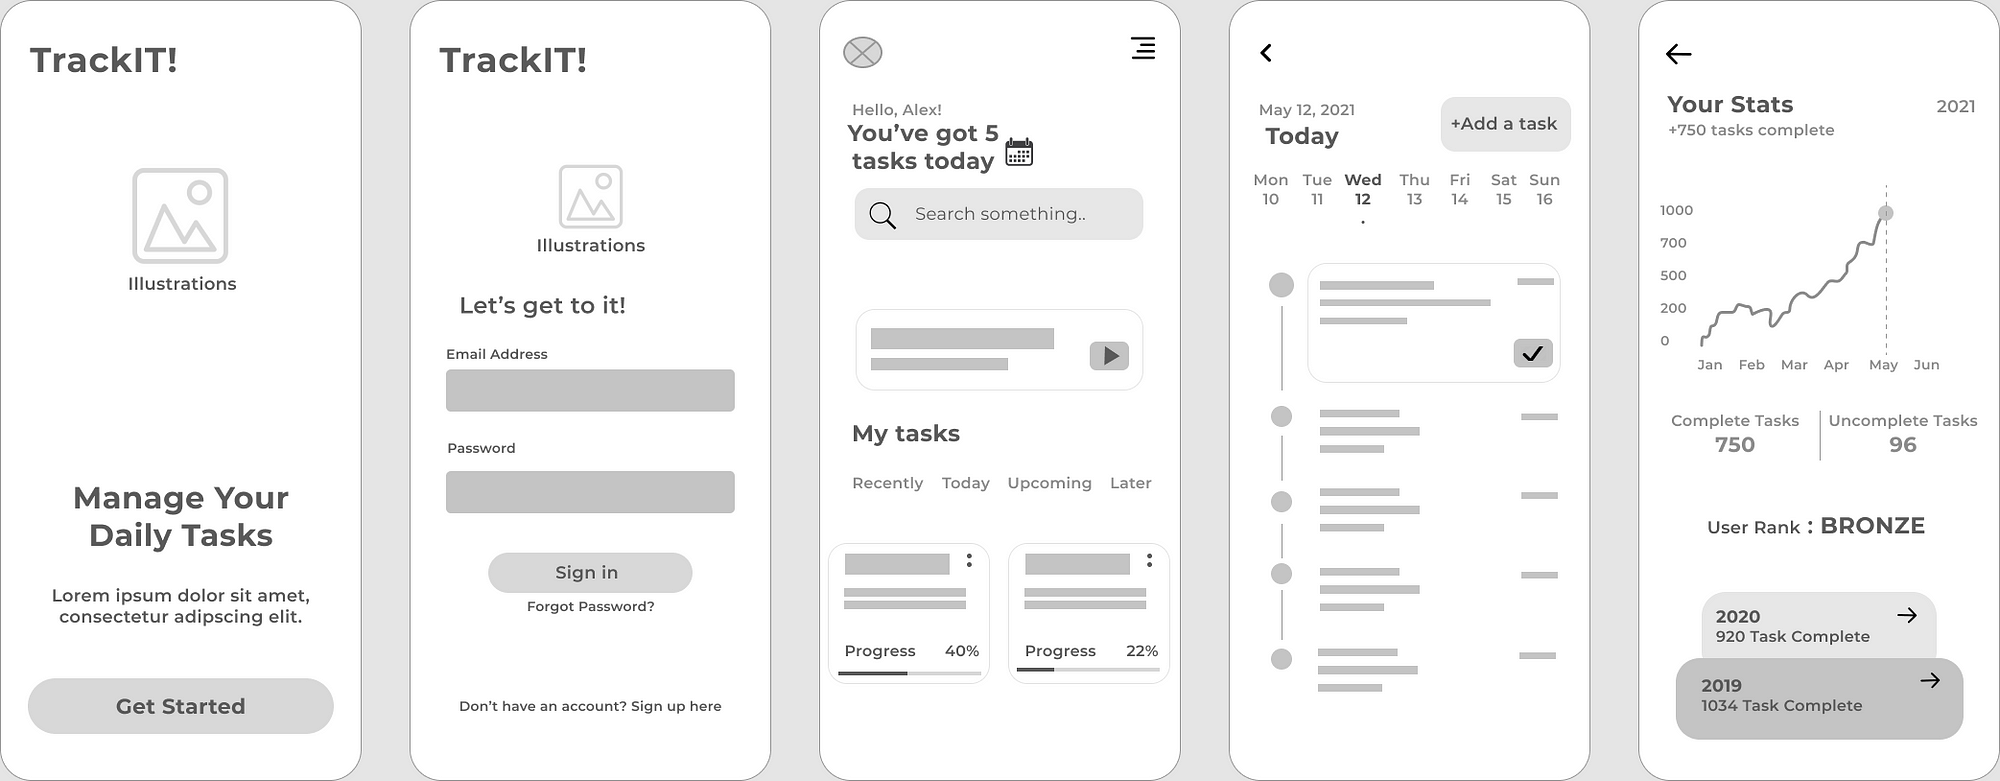 TrackIT!
Illustrations
Manage Your
Daily Tasks
Lorem ipsum dolor sit amet,
consectetur adipscing elit.
Get Started
TrackIT!
Illustrations
Let's get to it!
Email Address
Password
Sign in
Forgot Password?
Don't have an account? Sign up here
Hello, Alex!
You've got 5
tasks today
Search something..
My tasks
Recently Today Upcoming Later
Progress 40%
Progress 22%
May 12, 2021
Today
+Add a task
Mon Tue Wed Thu Fri Sat Sun
10 11 12 13 14 15 16
Your Stats 2021
+750 tasks complete
1000
700
500
200
0
Jan Feb Mar Apr May Jun
Complete Tasks Uncomplete Tasks
750 96
User Rank : BRONZE
2020
920 Task Complete
2019
1034 Task Complete